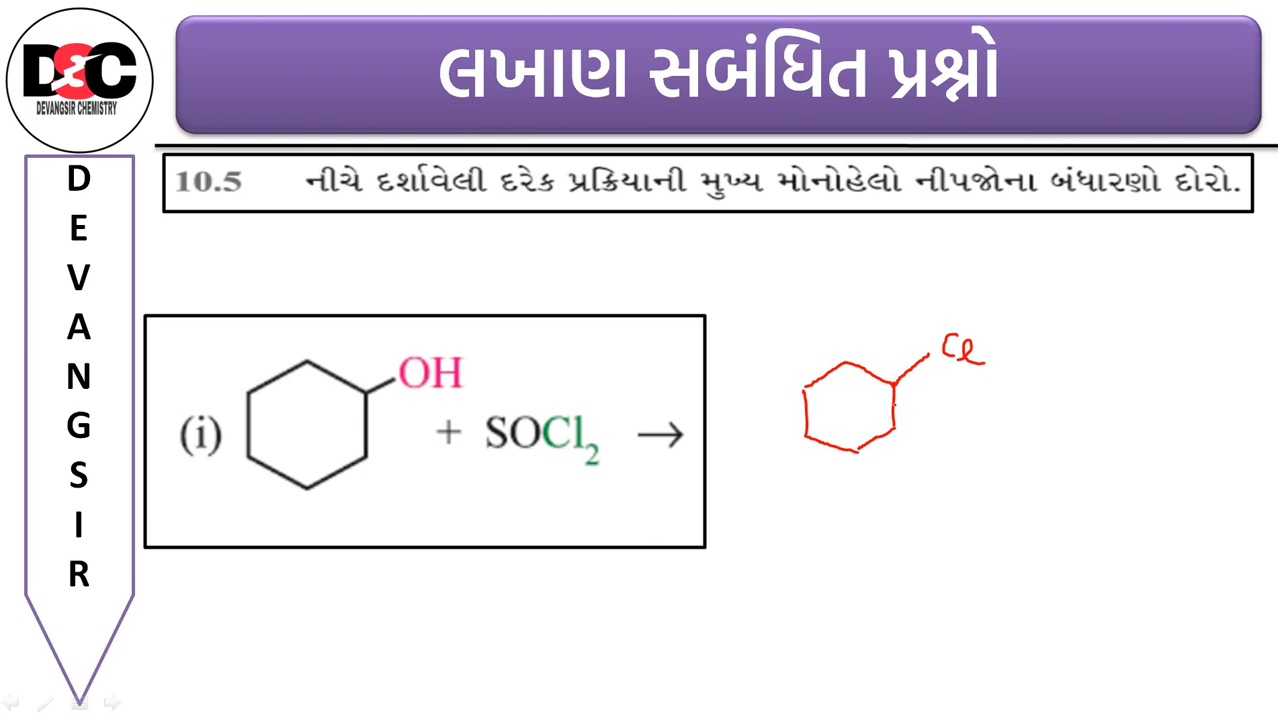 D&C
DEVANGSIR CHEMISTRY
લખાણ સબંધિત પ્રશ્નો
D
E
V
A
N
G
S
I
R
10.5 નીચે દર્શાવેલી દરેક પ્રક્રિયાની મુખ્ય મોનોહેલો નીપજોના બંધારણો દોરો.
OH
(i) + SOCl₂ →
Cl